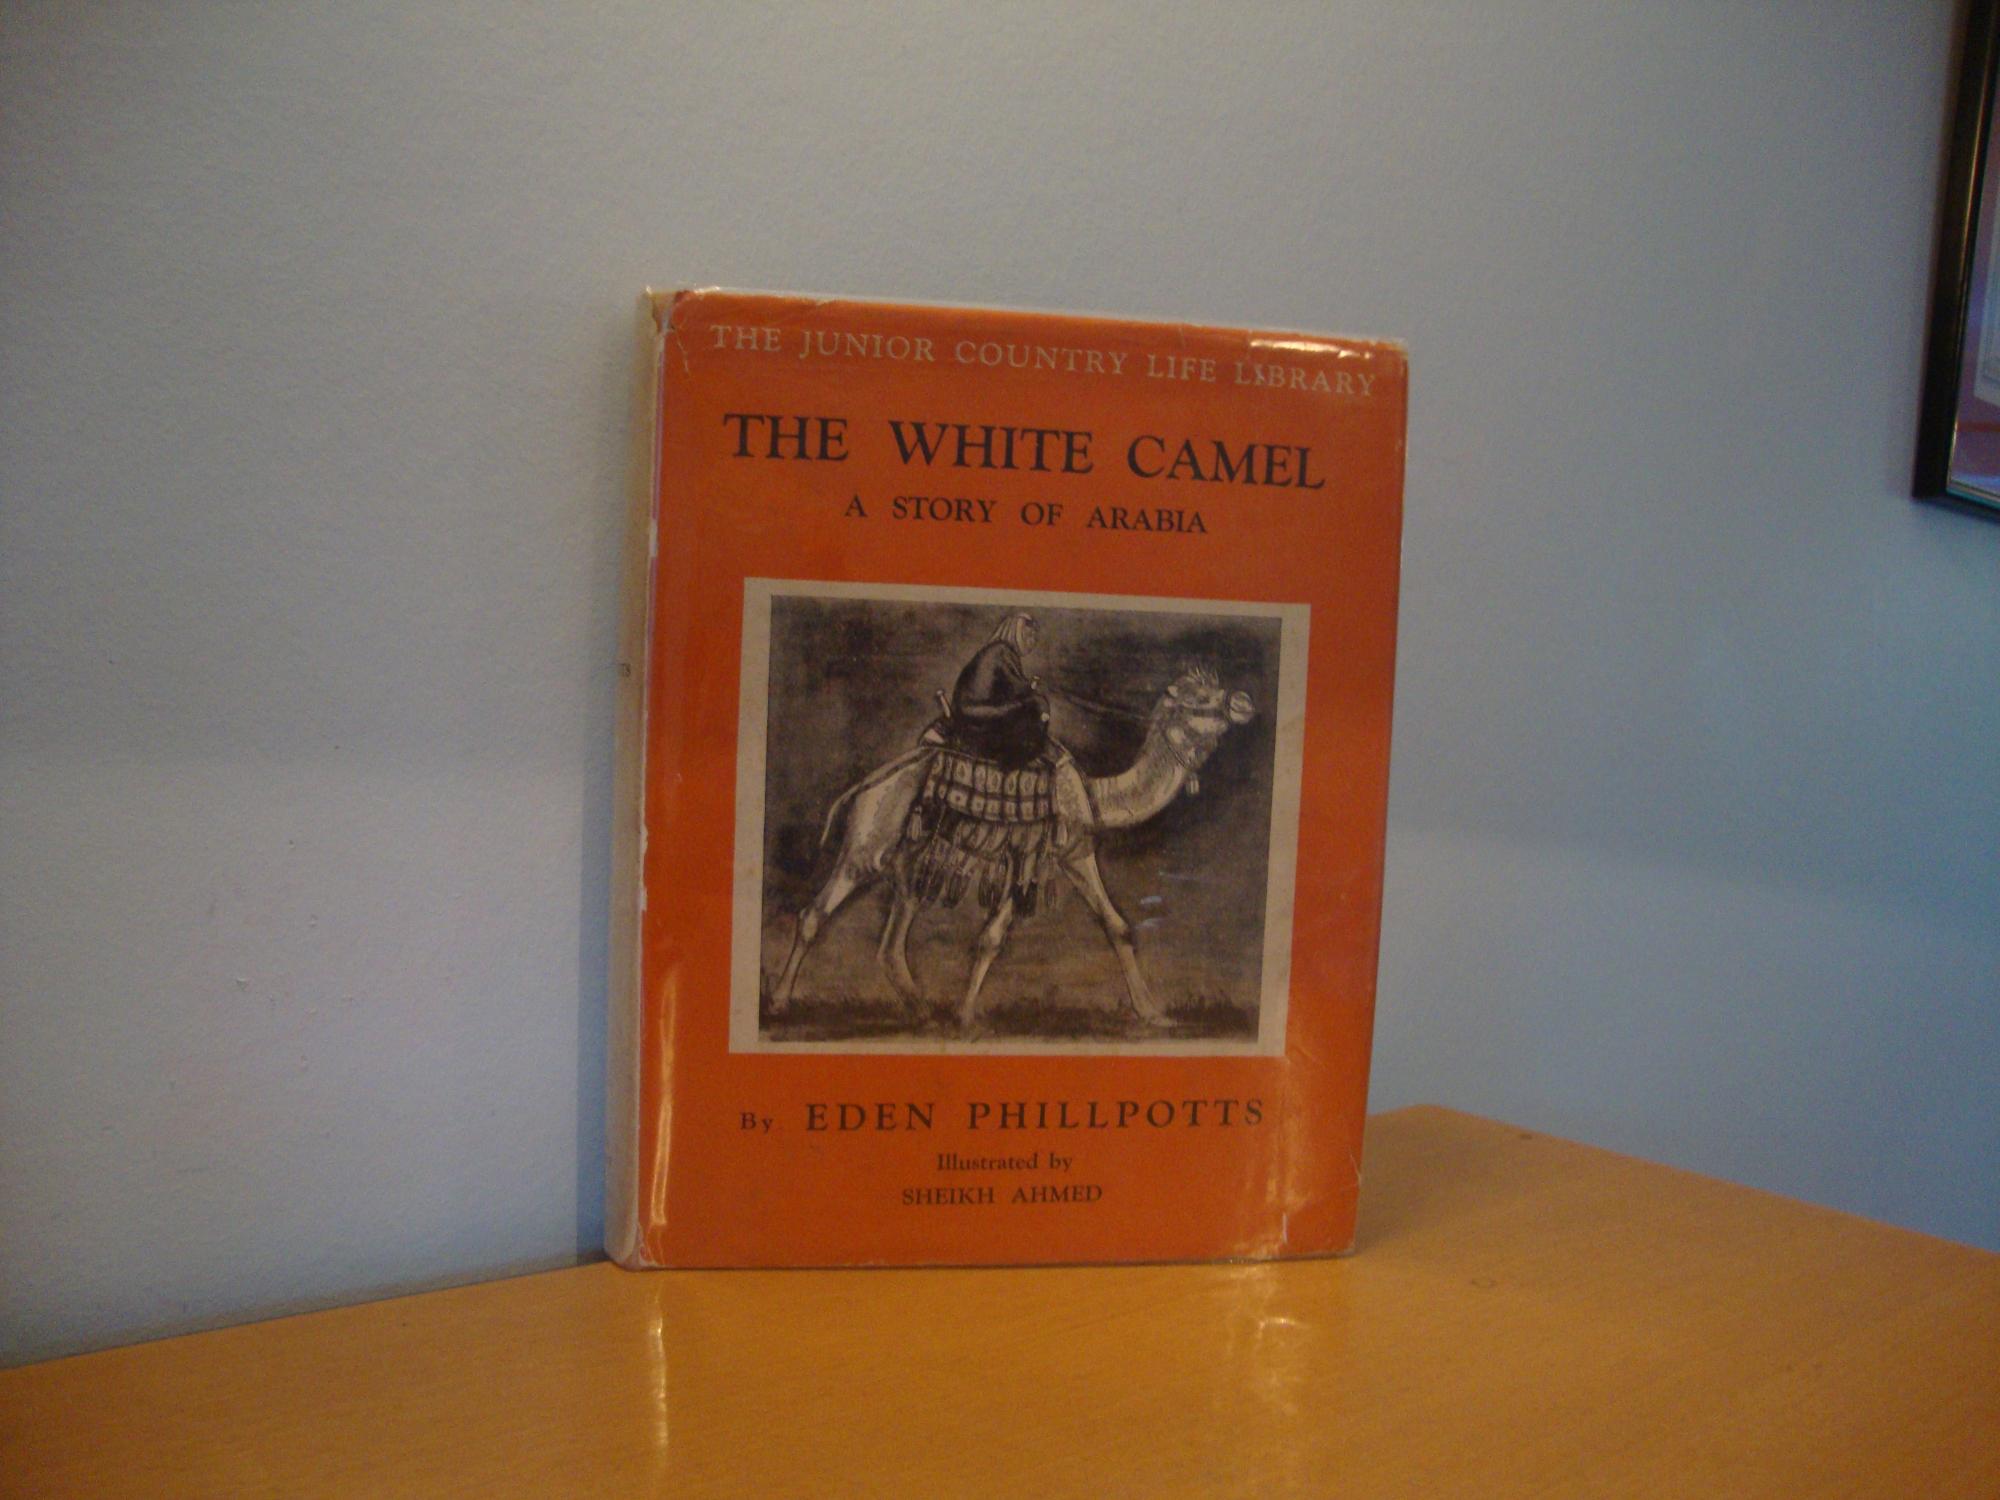 THE JUNIOR COUNTRY LIFE LIBRARY
THE WHITE CAMEL
A STORY OF ARABIA
By EDEN PHILLPOTTS
Illustrated by
SHEIKH AHMED